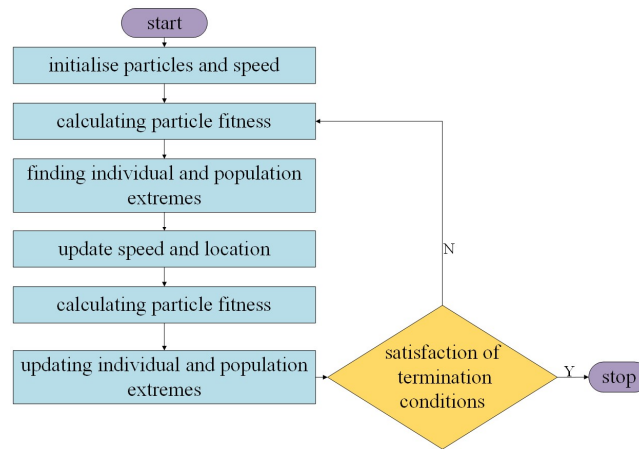 start
initialise particles and speed
calculating particle fitness
finding individual and population
extremes
update speed and location
calculating particle fitness
updating individual and population
extremes
satisfaction of
termination
conditions
N
Y
stop